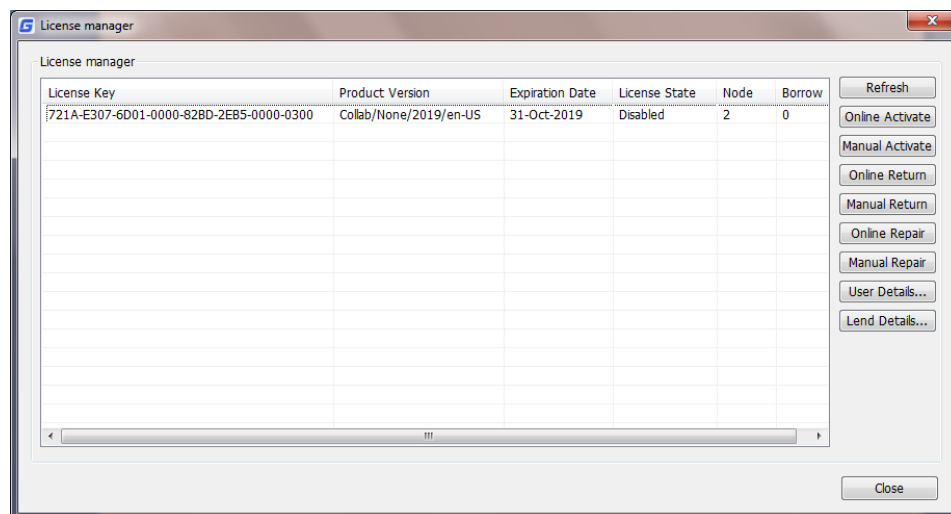 License manager
License manager
License Key Product Version Expiration Date License State Node Borrow
721A-E307-6D01-0000-82BD-2EB5-0000-0300 Collab/None/2019/en-US 31-Oct-2019 Disabled 2 0
Refresh
Online Activate
Manual Activate
Online Return
Manual Return
Online Repair
Manual Repair
User Details...
Lend Details...
Close